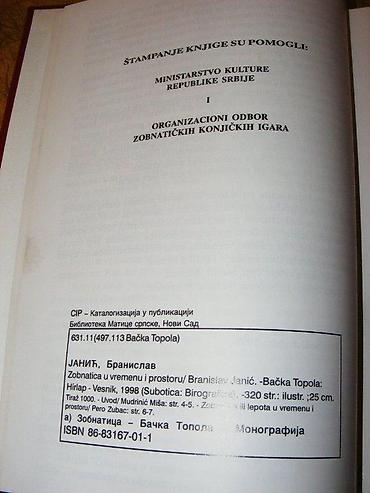 ŠTAMPANJE KNJIGE SU POMOGLI:
MINISTARSTVO KULTURE
REPUBLIKE SRBIJE
I
ORGANIZACIONI ODBOR
ZOBNATIČKIH KONJIČKIH IGARA
CIP – Каталогизација у публикацији
Библиотека Матице српске, Нови Сад
631.11(497.113 Bačka Topola)
ЈАНИЋ, Бранислав
Zobnatica u vremenu i prostoru/ Branislav Janić. -Bačka Topola:
Hirlap - Vesnik, 1998 (Subotica: Birografika). -320 str.: ilustr. ;25 cm.
Tiraž 1000. - Uvod/ Mudrinić Miša: str. 4-5. - ili lepota u vremenu i
prostoru/ Pero Zubac: str. 6-7.
a) Зобнатица – Бачка Топола Монографија
ISBN 86-83167-01-1